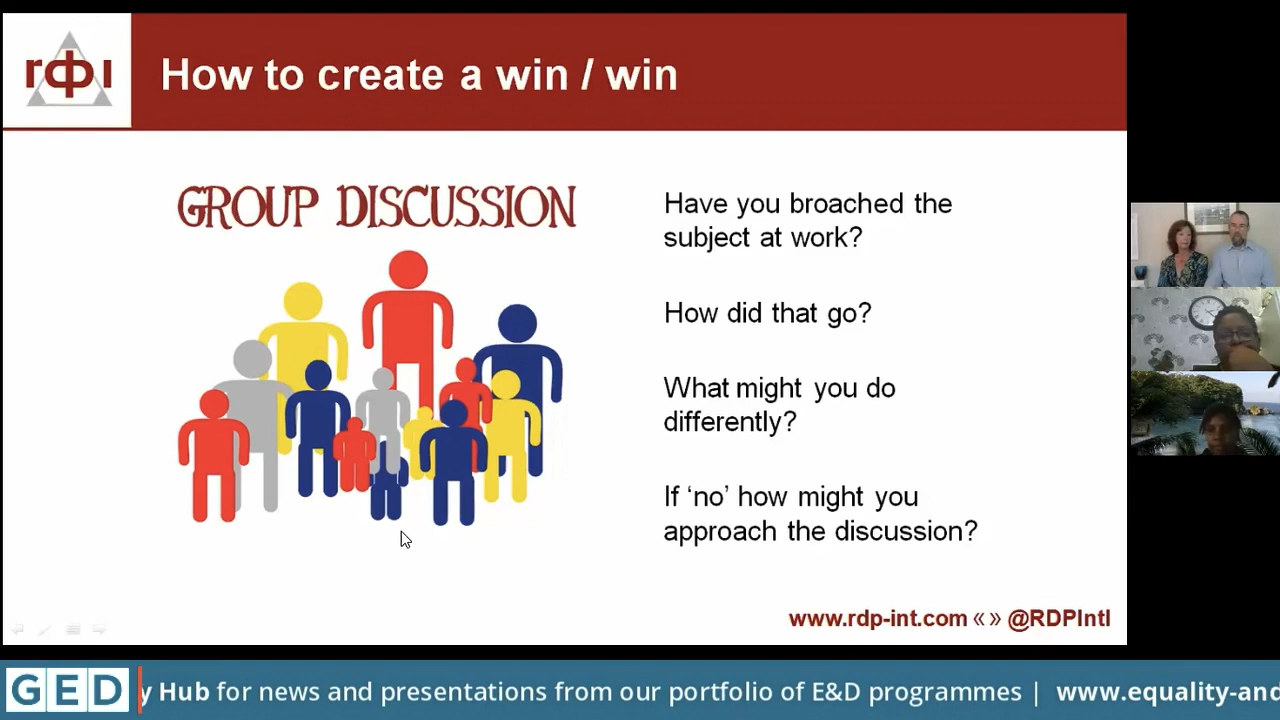 rφı
How to create a win / win
GROUP DISCUSSION
Have you broached the
subject at work?
How did that go?
What might you do
differently?
If ‘no’ how might you
approach the discussion?
www.rdp-int.com «» @RDPIntl
GED
y Hub for news and presentations from our portfolio of E&D programmes | www.equality-and